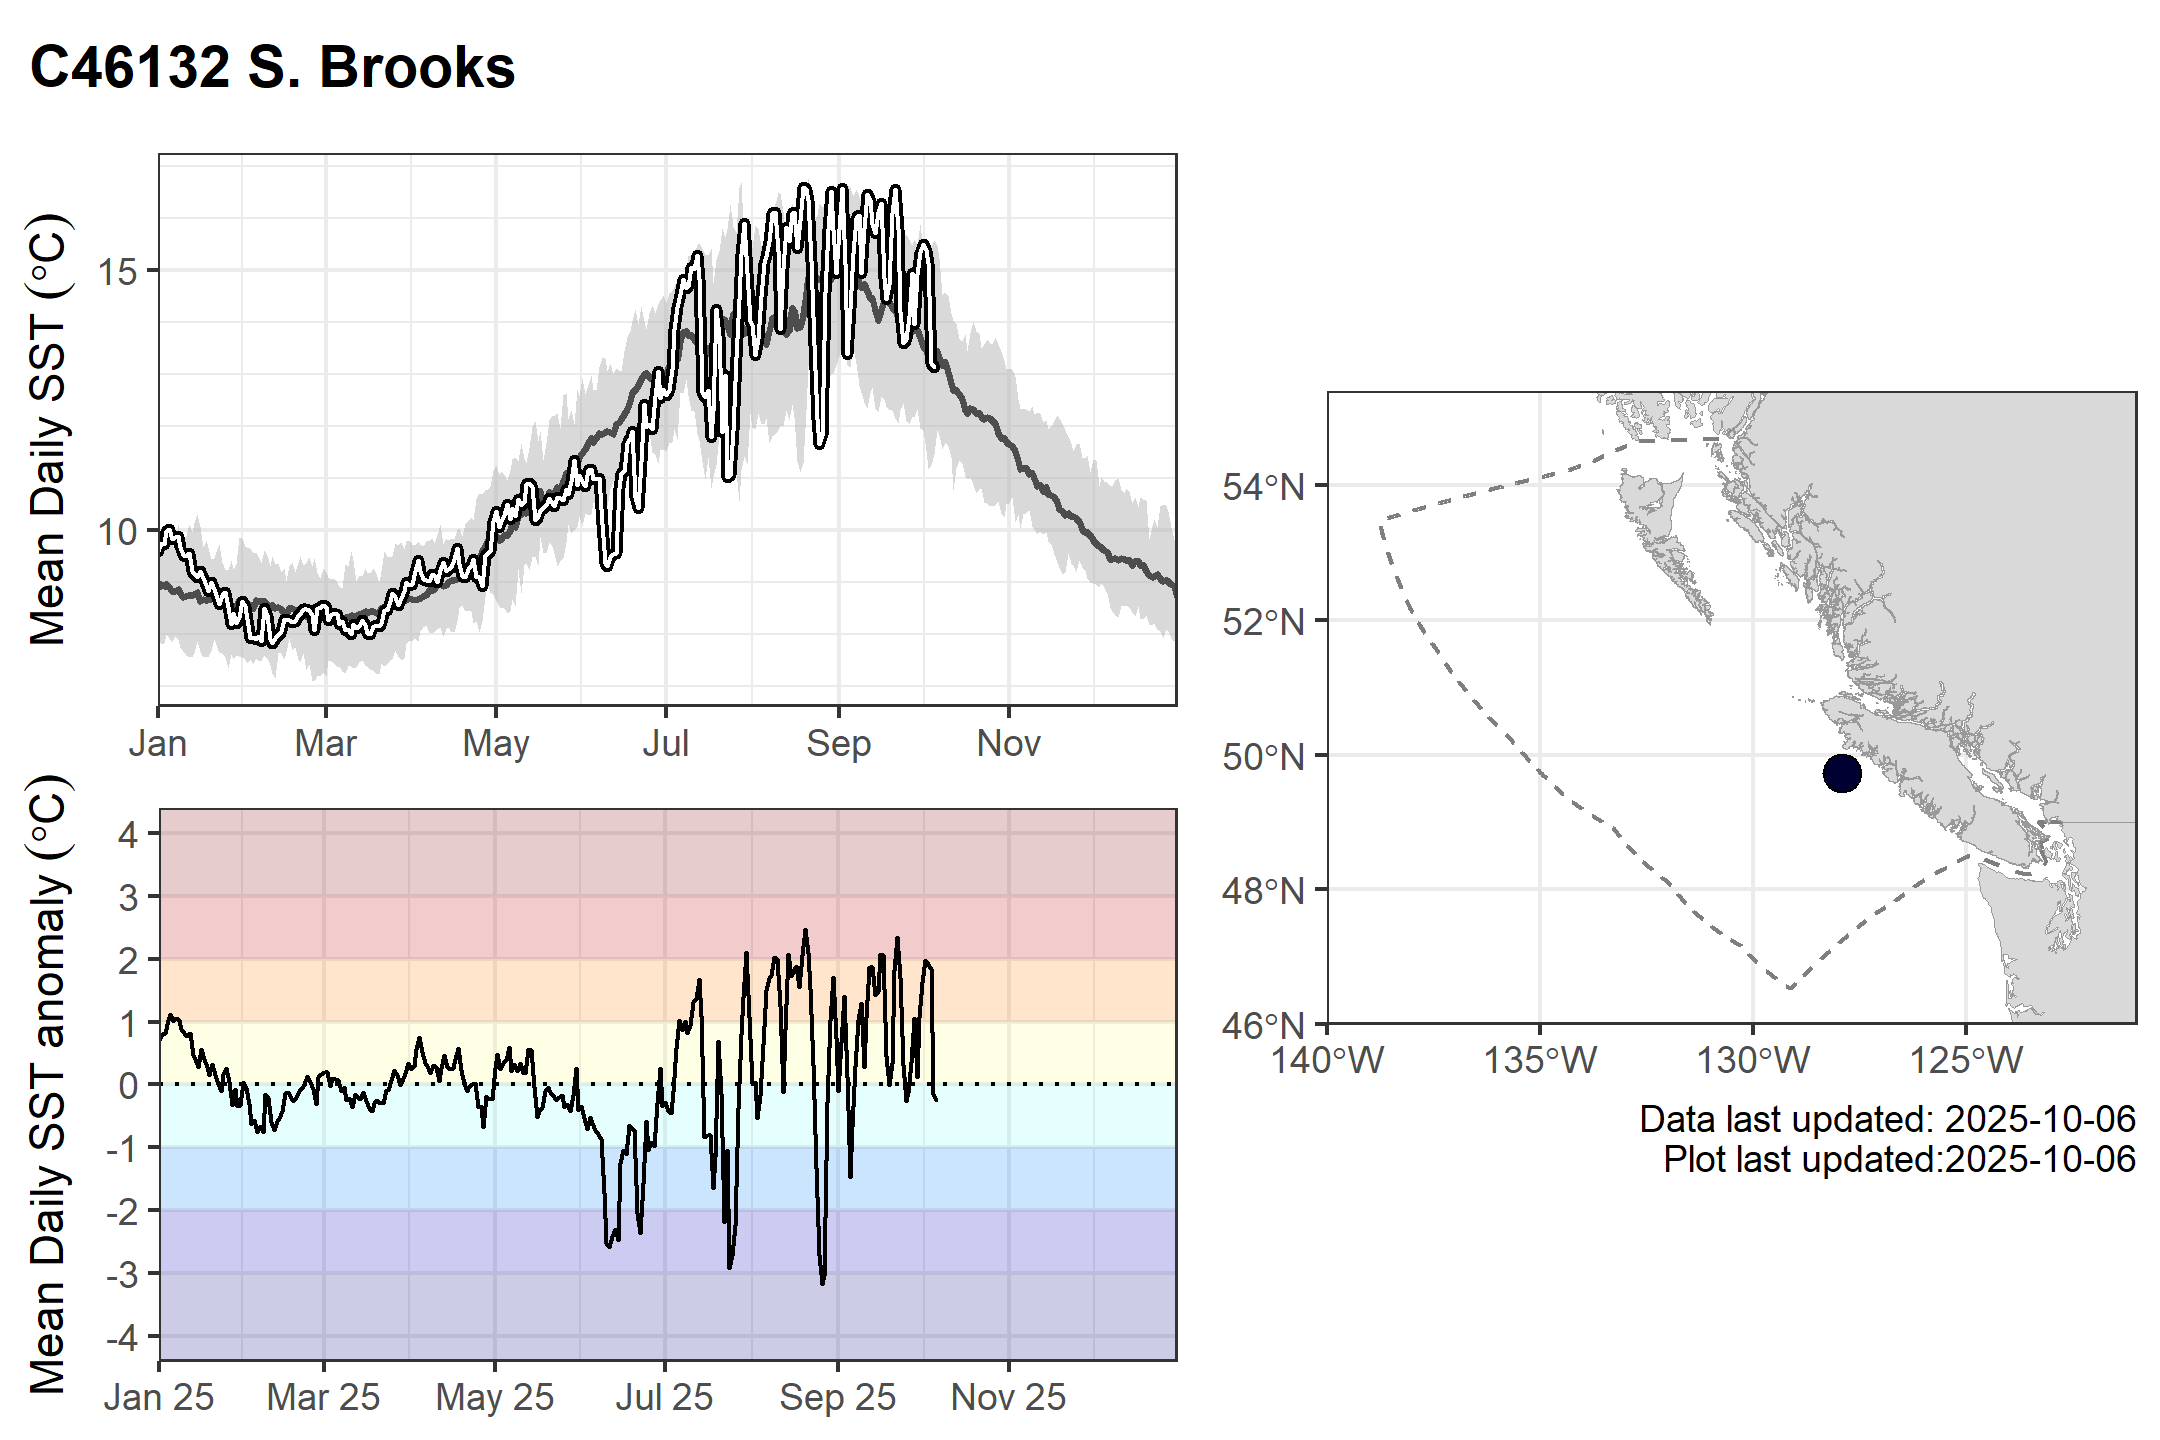 C46132 S. Brooks
Mean Daily SST (°C)
15
10
Jan
Mar
May
Jul
Sep
Nov
Mean Daily SST anomaly (°C)
4
3
2
1
0
-1
-2
-3
-4
Jan 25
Mar 25
May 25
Jul 25
Sep 25
Nov 25
54°N
52°N
50°N
48°N
46°N
140°W
135°W
130°W
125°W
Data last updated: 2025-10-06
Plot last updated:2025-10-06